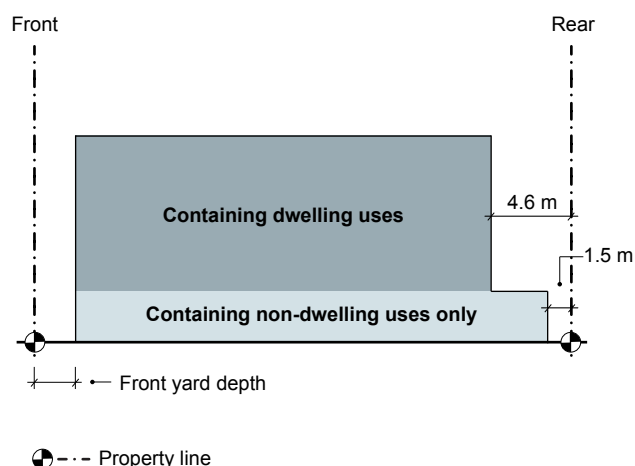 Front
Rear
Containing dwelling uses
4.6 m
1.5 m
Containing non-dwelling uses only
Front yard depth
Property line